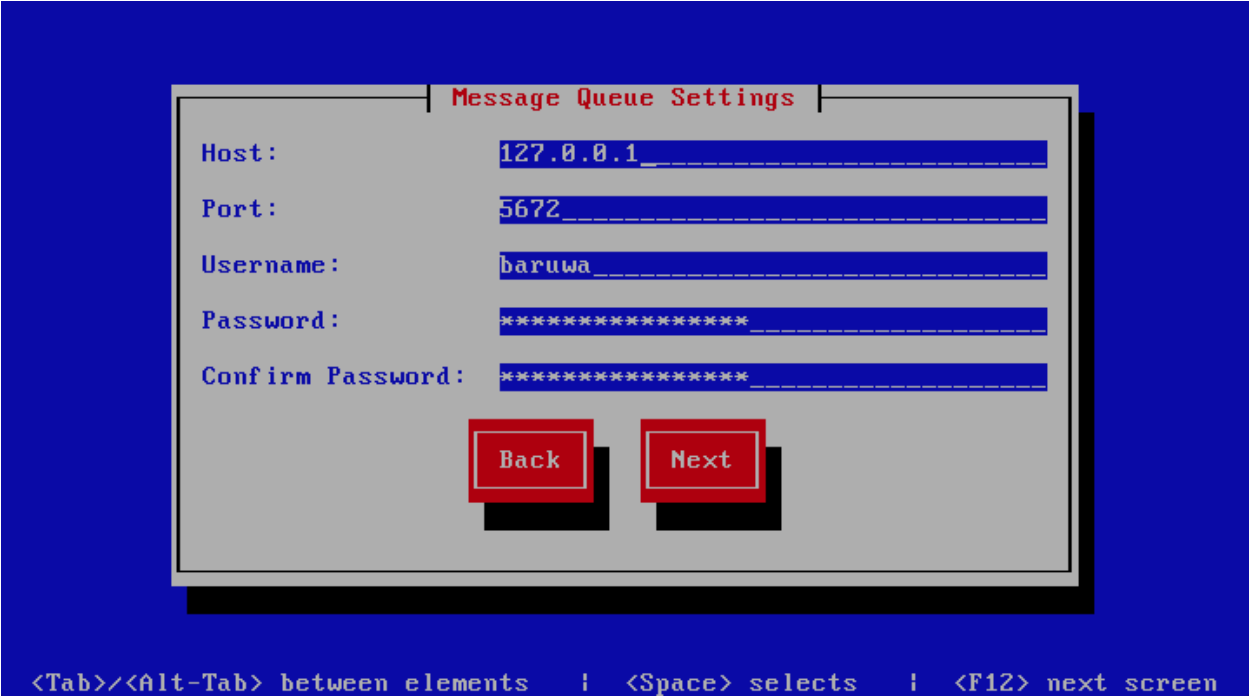 Message Queue Settings
Host: 127.0.0.1_
Port: 5672
Username: baruwa
Password: ****************
Confirm Password: ****************
Back Next
<Tab>/<Alt-Tab> between elements | <Space> selects | <F12> next screen